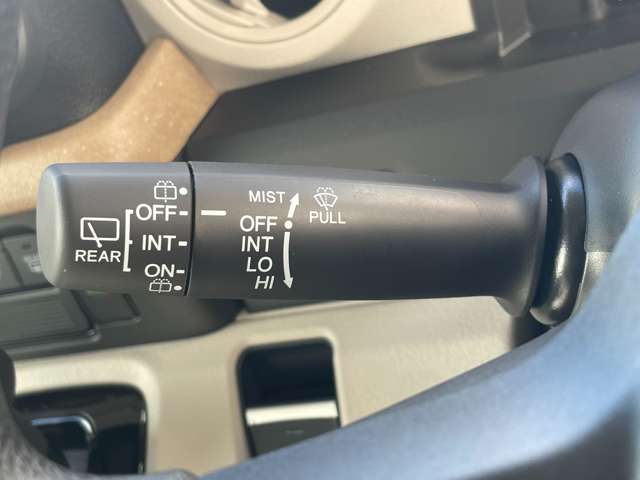 OFF
INT
ON
REAR
MIST
OFF
INT
LO
HI
PULL